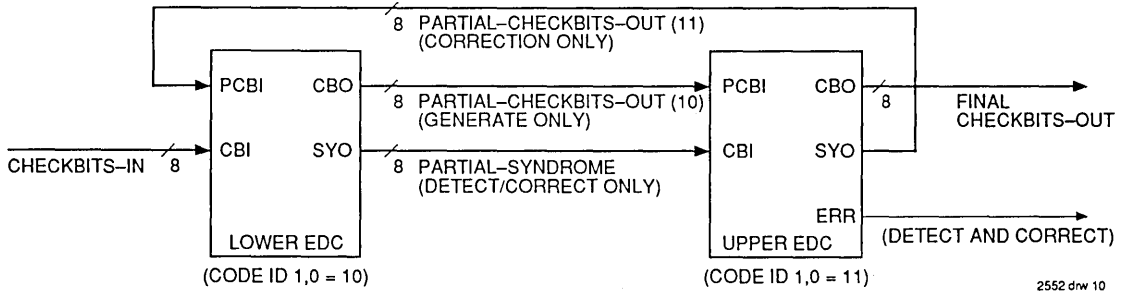 8 PARTIAL–CHECKBITS–OUT (11)
(CORRECTION ONLY)
PCBI CBO
8 PARTIAL–CHECKBITS–OUT (10)
(GENERATE ONLY)
PCBI CBO
8 FINAL
CHECKBITS–OUT
CHECKBITS–IN 8
CBI SYO
8 PARTIAL–SYNDROME
(DETECT/CORRECT ONLY)
CBI SYO
ERR
(DETECT AND CORRECT)
LOWER EDC
UPPER EDC
(CODE ID 1,0 = 10)
(CODE ID 1,0 = 11)
2552 drw 10